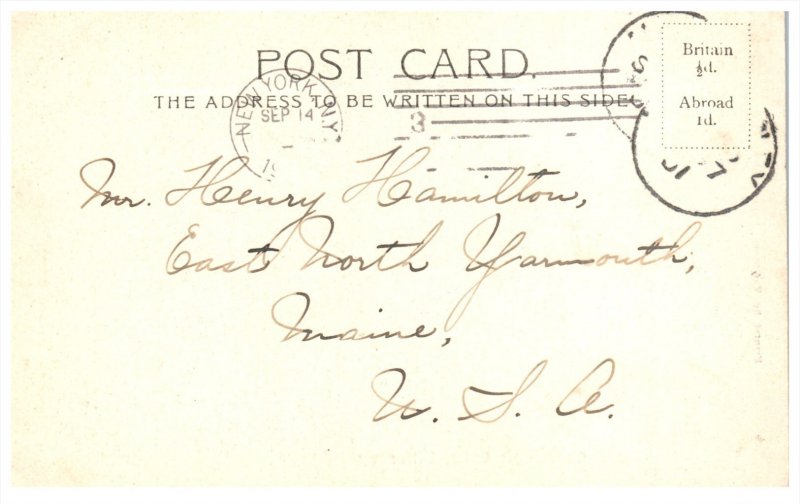 POST CARD.
THE ADDRESS TO BE WRITTEN ON THIS SIDE
Britain
½d.
Abroad
1d.
NEW YORK, N.Y.
SEP 14
3
Mr. Henry Hamilton,
East North Yarmouth,
Maine,
U. S. A.